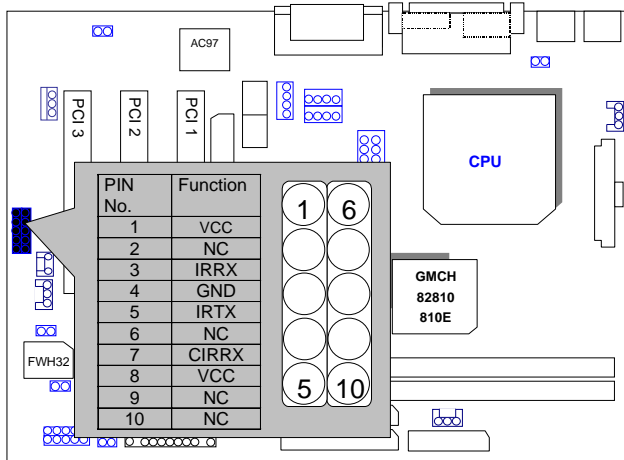 AC97
PCI 3
PCI 2
PCI 1
CPU
PIN No. Function
1 VCC
2 NC
3 IRRX
4 GND
5 IRTX
6 NC
7 CIRRX
8 VCC
9 NC
10 NC
1 6
5 10
GMCH
82810
810E
FWH32